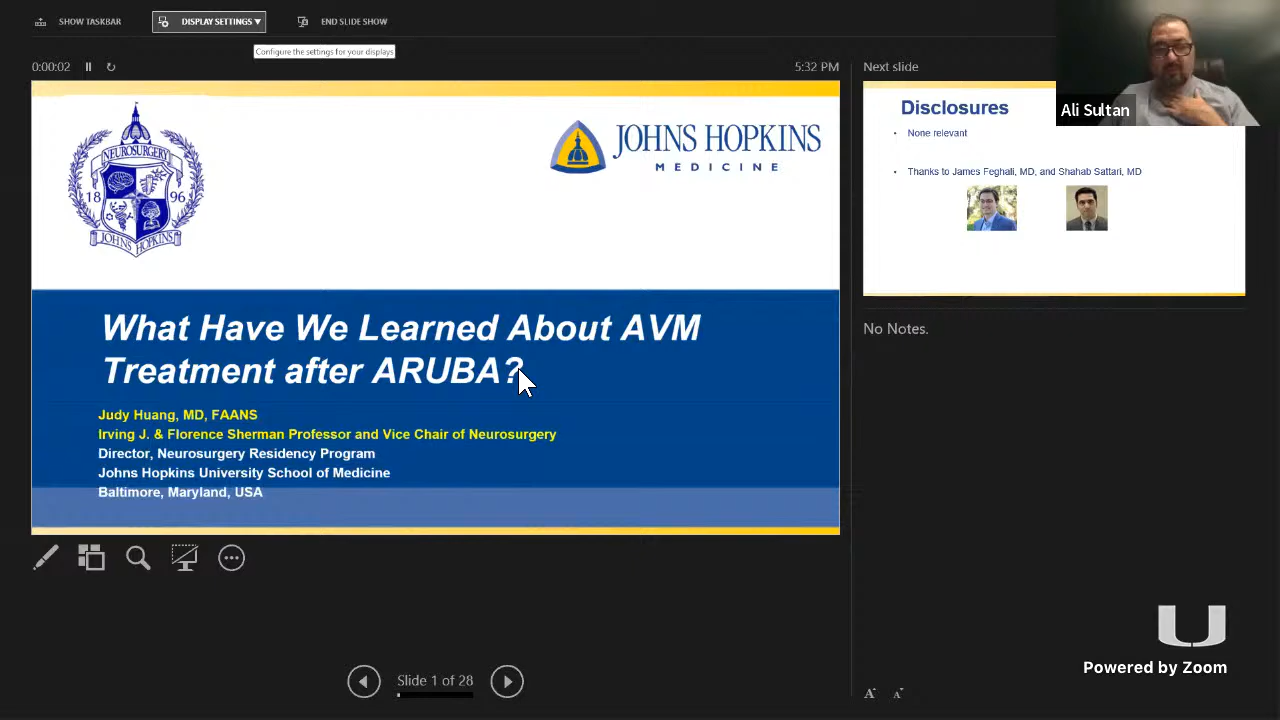 SHOW TASKBAR
DISPLAY SETTINGS ▼
END SLIDE SHOW
Configure the settings for your displays
0:00:02
5:32 PM
NEUROSURGERY
18 96
JOHNS HOPKINS
JOHNS HOPKINS
MEDICINE
What Have We Learned About AVM
Treatment after ARUBA?
Judy Huang, MD, FAANS
Irving J. & Florence Sherman Professor and Vice Chair of Neurosurgery
Director, Neurosurgery Residency Program
Johns Hopkins University School of Medicine
Baltimore, Maryland, USA
Slide 1 of 28
Next slide
Ali Sultan
Disclosures
• None relevant
• Thanks to James Feghali, MD, and Shahab Sattari, MD
No Notes.
U
Powered by Zoom
A A